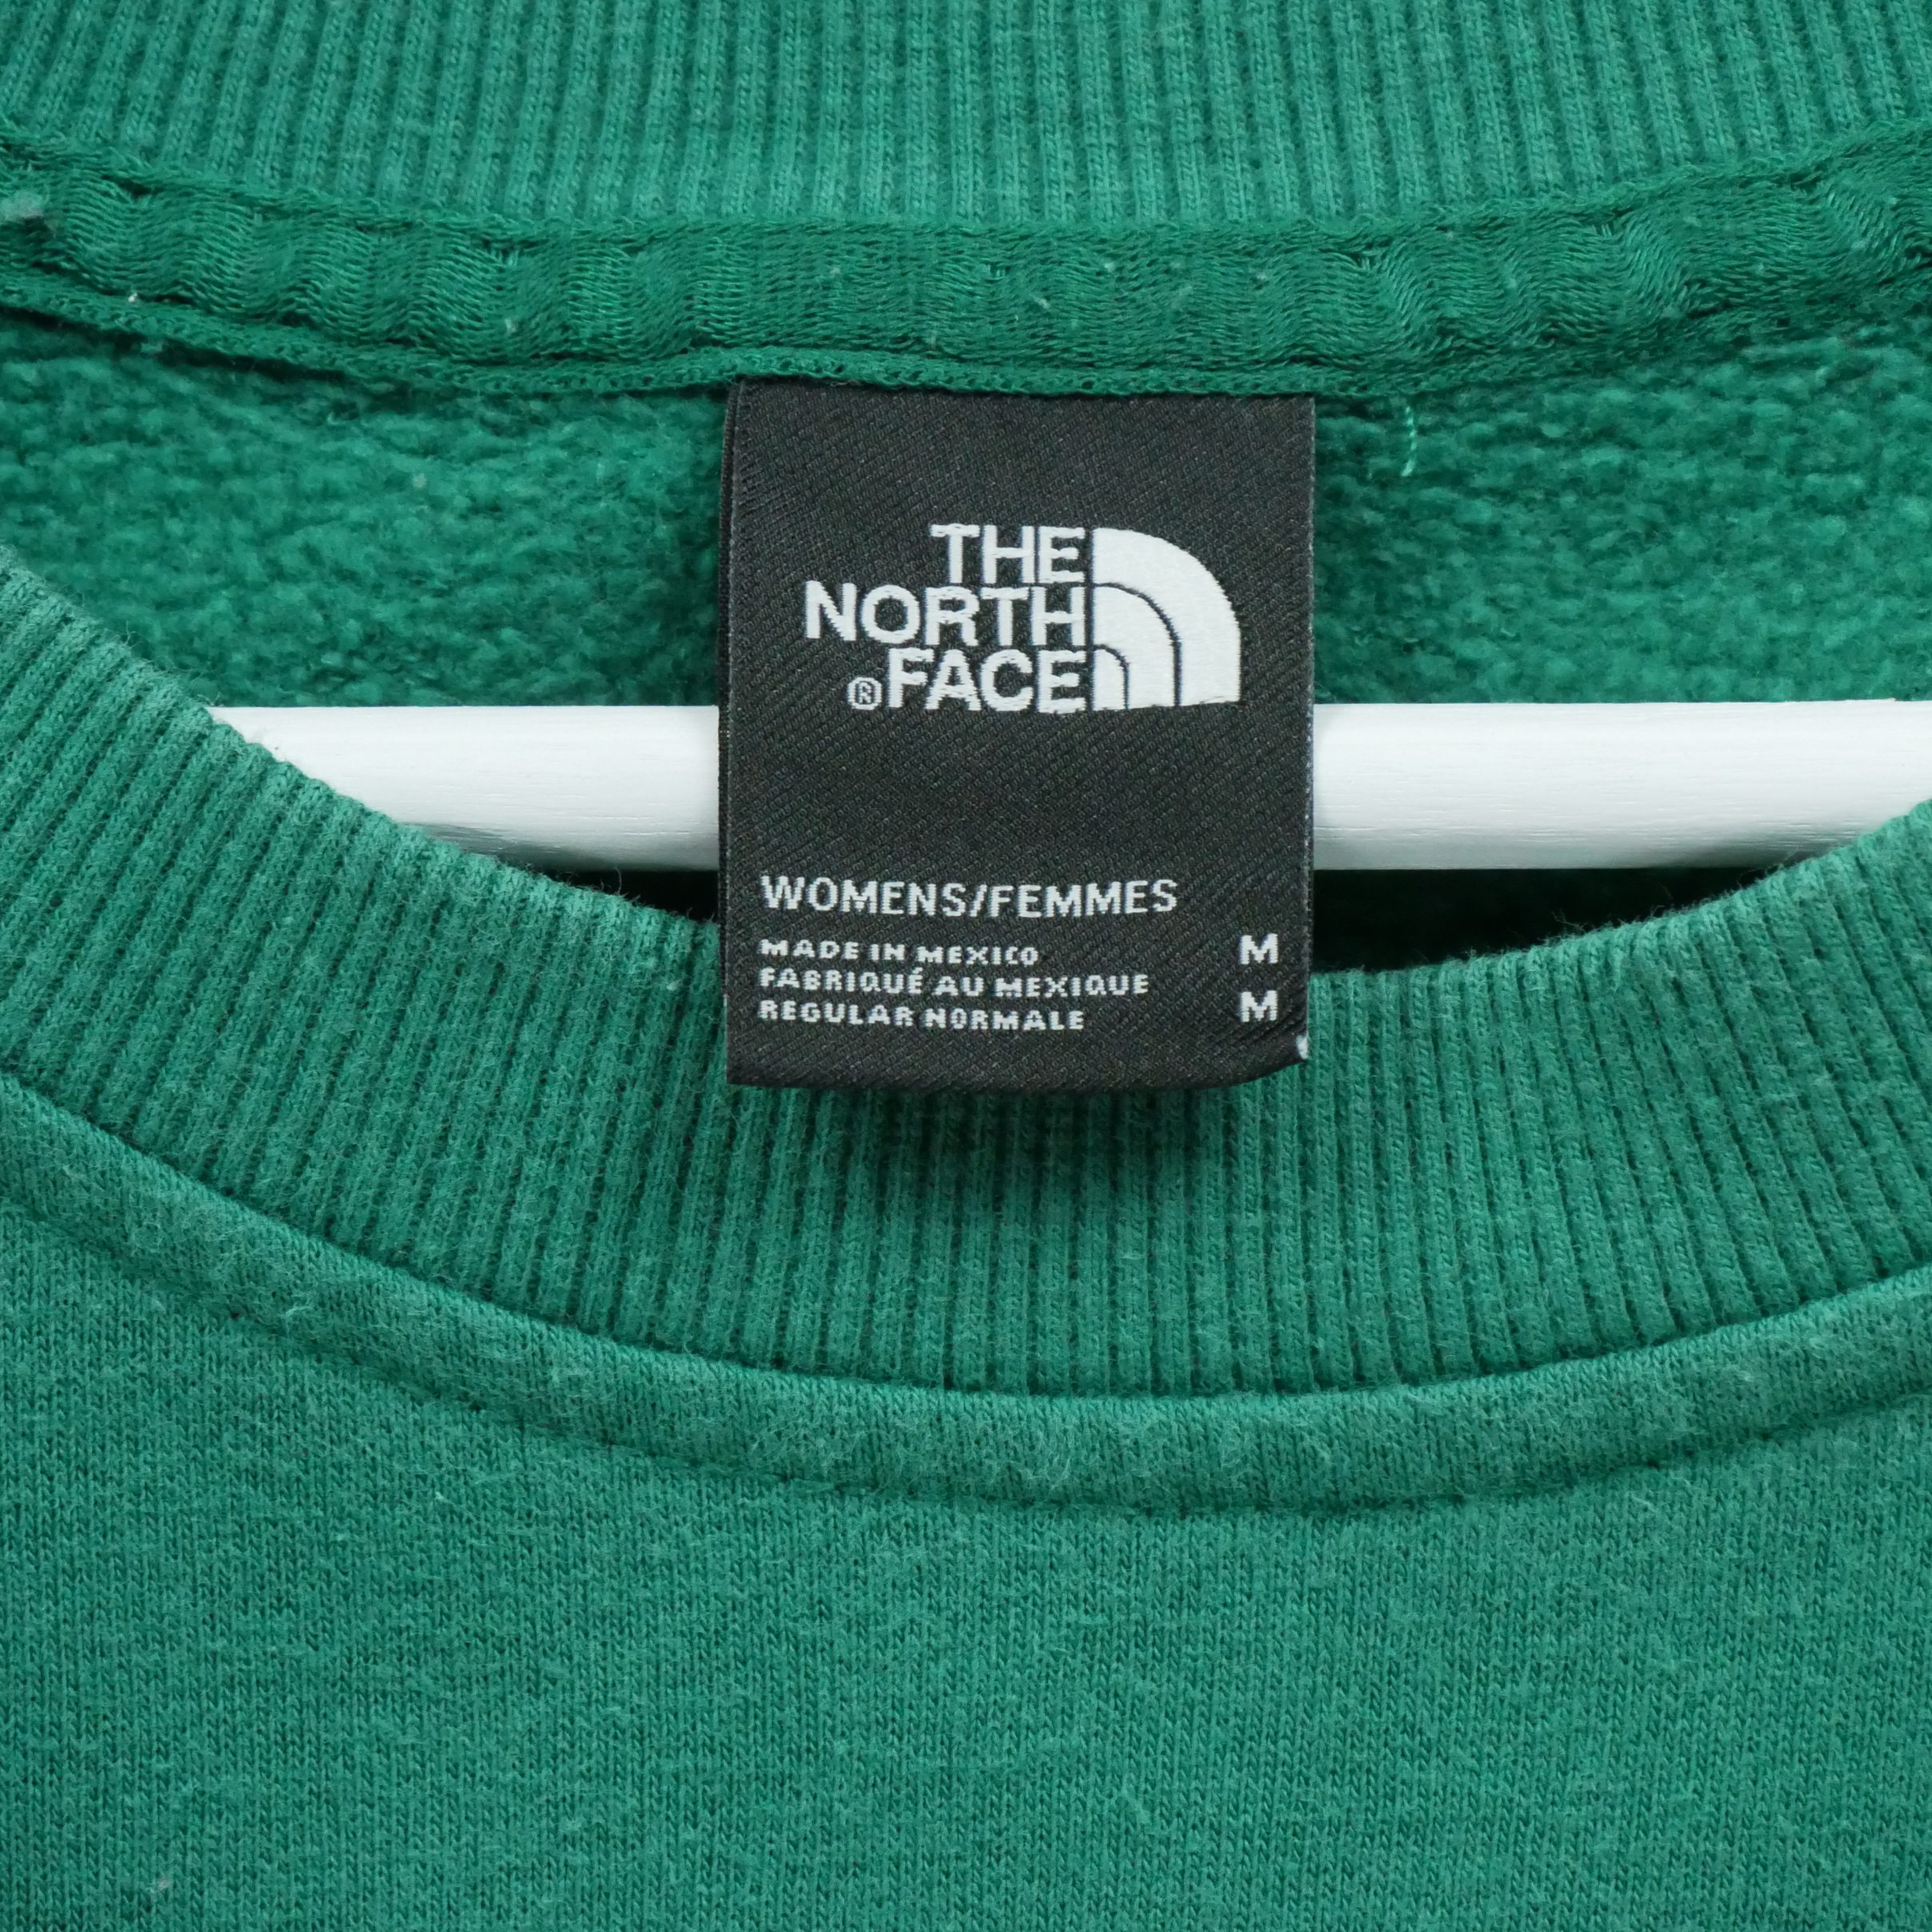 THE
NORTH
®FACE
WOMENS/FEMMES
MADE IN MEXICO M
FABRIQUÉ AU MEXIQUE
REGULAR NORMALE M